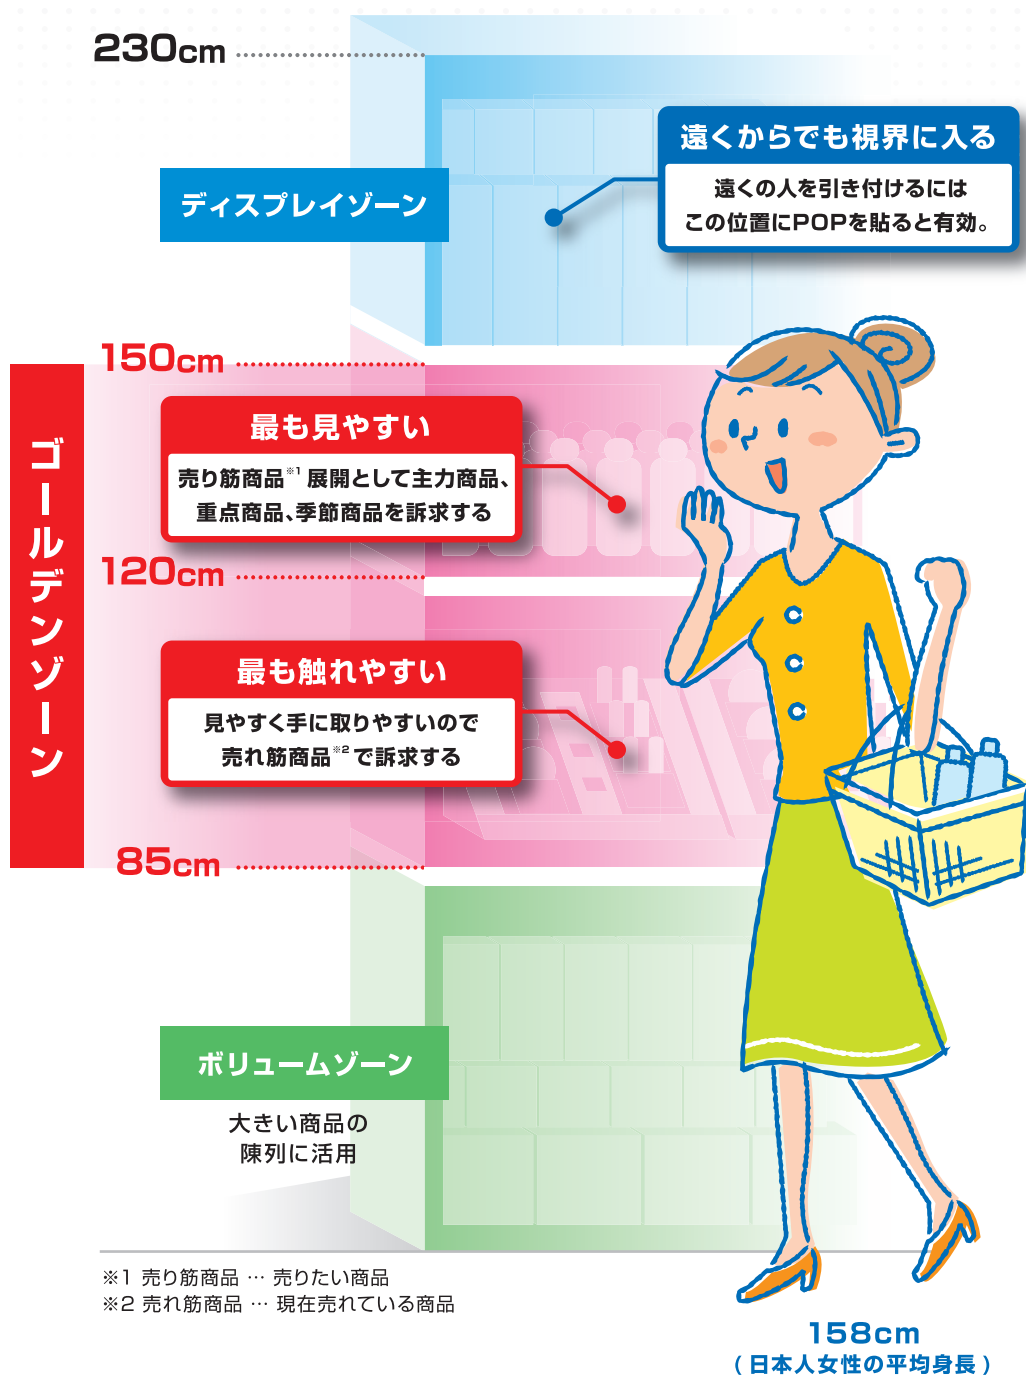 230cm
遠くからでも視界に入る
遠くの人を引き付けるには
この位置にPOPを貼ると有効。
ディスプレイゾーン
150cm
ゴールデンゾーン
最も見やすい
売り筋商品※1 展開として主力商品、
重点商品、季節商品を訴求する
120cm
最も触れやすい
見やすく手に取りやすいので
売れ筋商品※2 で訴求する
85cm
ボリュームゾーン
大きい商品の
陳列に活用
※1 売り筋商品 … 売りたい商品
※2 売れ筋商品 … 現在売れている商品
158cm
( 日本人女性の平均身長 )